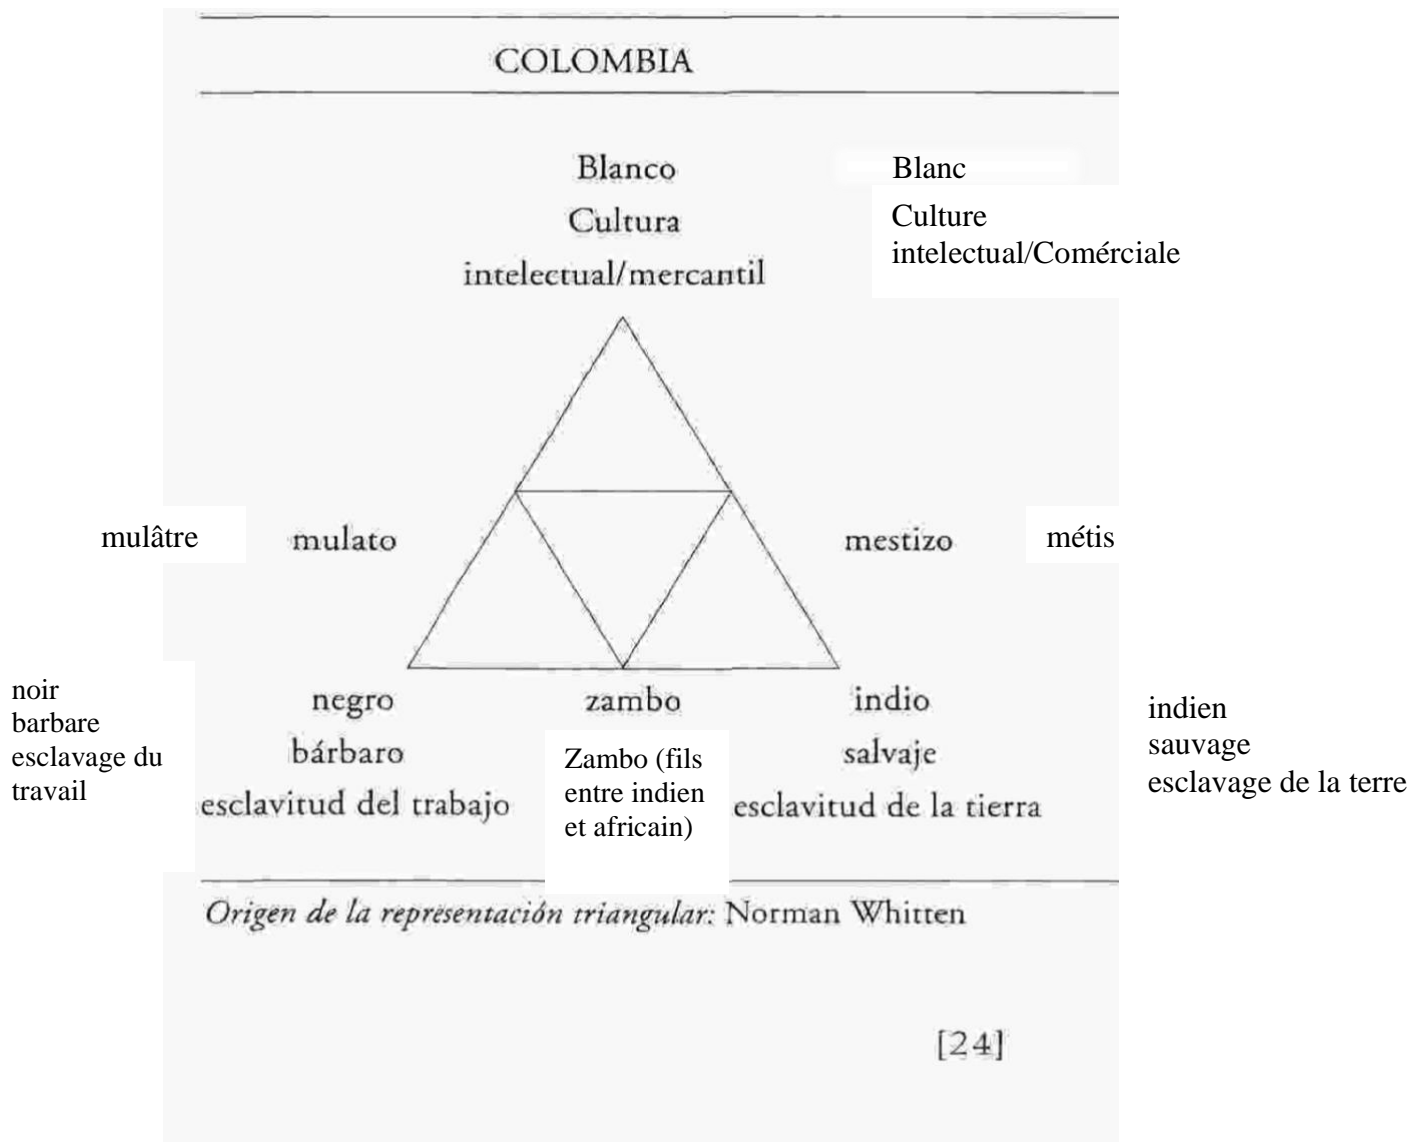 COLOMBIA
Blanco
Blanc
Cultura
Culture
intelectual/mercantil
intelectual/Comérciale
mulâtre
mulato
mestizo
métis
noir
barbare
esclavage du
travail
negro
bárbaro
esclavitud del trabajo
zambo
Zambo (fils
entre indien
et africain)
indio
salvaje
esclavitud de la tierra
indien
sauvage
esclavage de la terre
Origen de la representación triangular: Norman Whitten
[24]